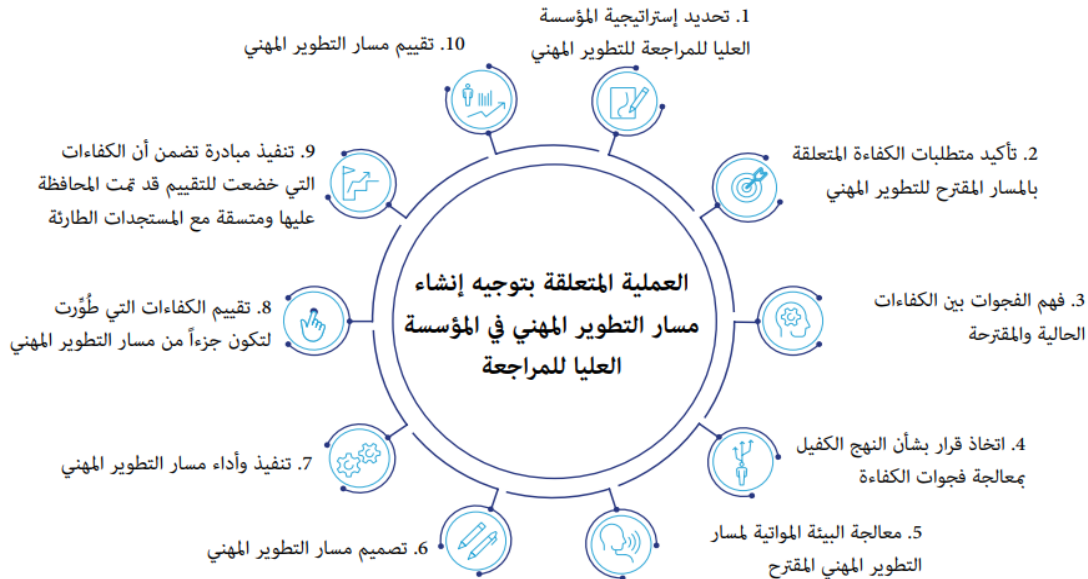 العملية المتعلقة بتوجيه إنشاء
مسار التطوير المهني في المؤسسة
العليا للمراجعة
1. تحديد إستراتيجية المؤسسة
العليا للمراجعة للتطوير المهني
2. تأكيد متطلبات الكفاءة المتعلقة
بالمسار المقترح للتطوير المهني
3. فهم الفجوات بين الكفاءات
الحالية والمقترحة
4. اتخاذ قرار بشأن النهج الكفيل
بمعالجة فجوات الكفاءة
5. معالجة البيئة المواتية لمسار
التطوير المهني المقترح
6. تصميم مسار التطوير المهني
7. تنفيذ وأداء مسار التطوير المهني
8. تقييم الكفاءات التي طُوِّرت
لتكون جزءاً من مسار التطوير المهني
9. تنفيذ مبادرة تضمن أن الكفاءات
التي خضعت للتقييم قد تمت المحافظة
عليها ومتسقة مع المستجدات الطارئة
10. تقييم مسار التطوير المهني